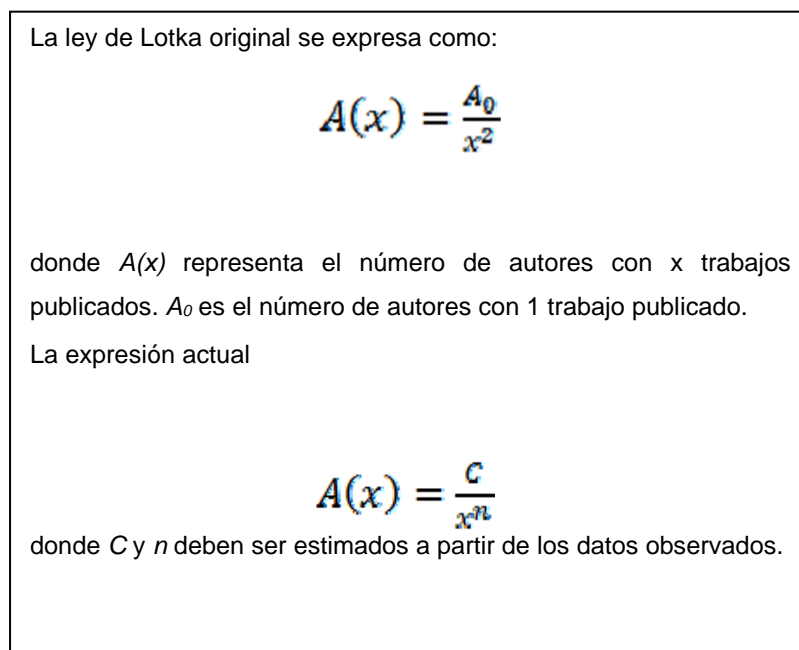 La ley de Lotka original se expresa como:
A(x) = A₀/x²
donde A(x) representa el número de autores con x trabajos
publicados. A₀ es el número de autores con 1 trabajo publicado.
La expresión actual
A(x) = C/xⁿ
donde C y n deben ser estimados a partir de los datos observados.